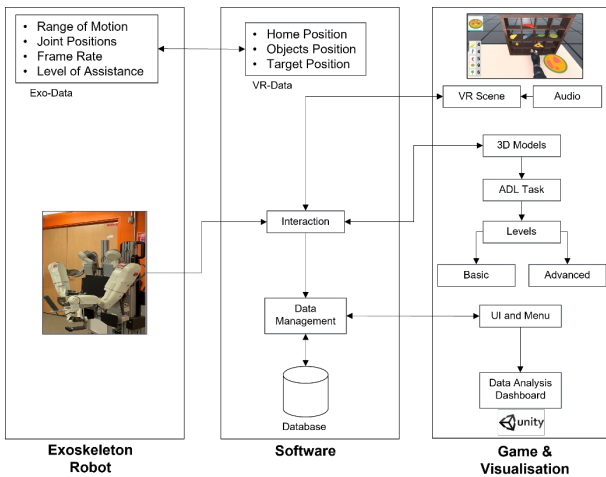 • Range of Motion
• Joint Positions
• Frame Rate
• Level of Assistance
Exo-Data
• Home Position
• Objects Position
• Target Position
VR-Data
VR Scene
Audio
3D Models
ADL Task
Levels
Basic
Advanced
Interaction
Data
Management
Database
UI and Menu
Data Analysis
Dashboard
unity
Exoskeleton
Robot
Software
Game &
Visualisation